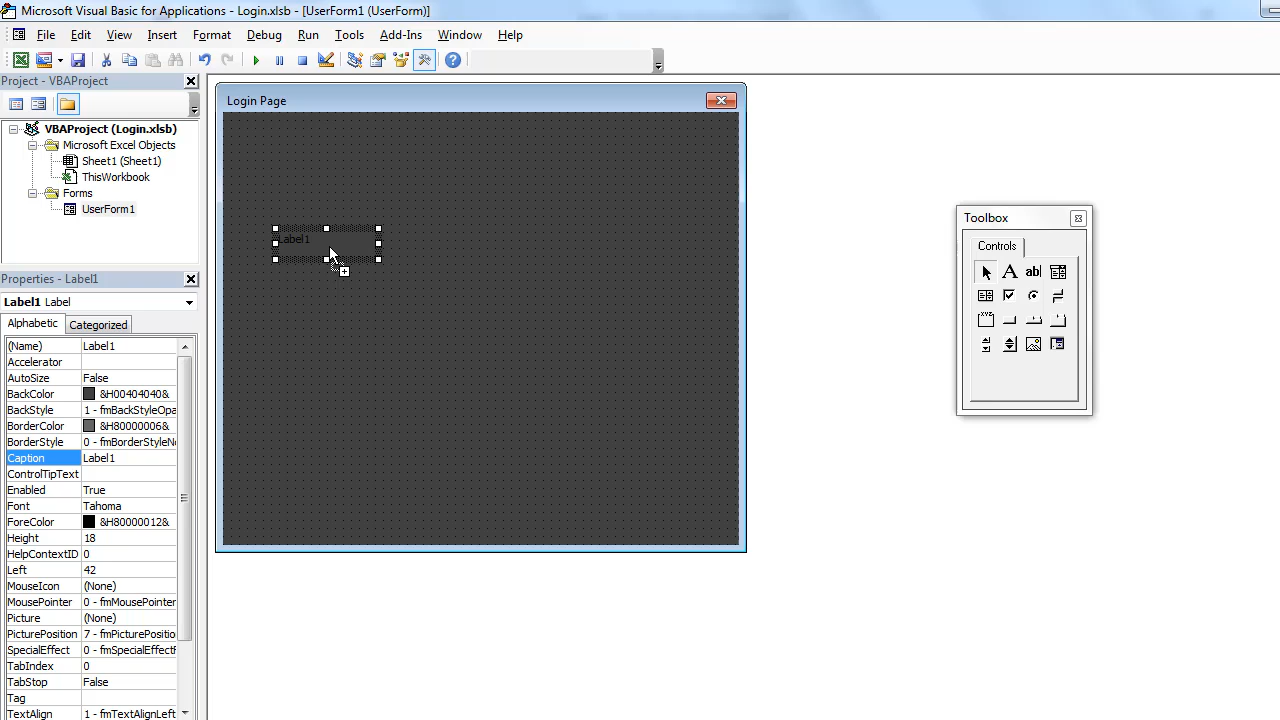 Microsoft Visual Basic for Applications - Login.xlsb - [UserForm1 (UserForm)]
File Edit View Insert Format Debug Run Tools Add-Ins Window Help
Project - VBAProject
VBAProject (Login.xlsb)
Microsoft Excel Objects
Sheet1 (Sheet1)
ThisWorkbook
Forms
UserForm1
Properties - Label1
Label1 Label
Alphabetic Categorized
(Name) Label1
Accelerator
AutoSize False
BackColor &H00404040&
BackStyle 1 - fmBackStyleOpa
BorderColor &H80000006&
BorderStyle 0 - fmBorderStyleNo
Caption Label1
ControlTipText
Enabled True
Font Tahoma
ForeColor &H80000012&
Height 18
HelpContextID 0
Left 42
MouseIcon (None)
MousePointer 0 - fmMousePointer
Picture (None)
PicturePosition 7 - fmPicturePositio
SpecialEffect 0 - fmSpecialEffectF
TabIndex 0
TabStop False
Tag
TextAlign 1 - fmTextAlignLeft
Login Page
Label1
Toolbox
Controls
A
ab
XYZ